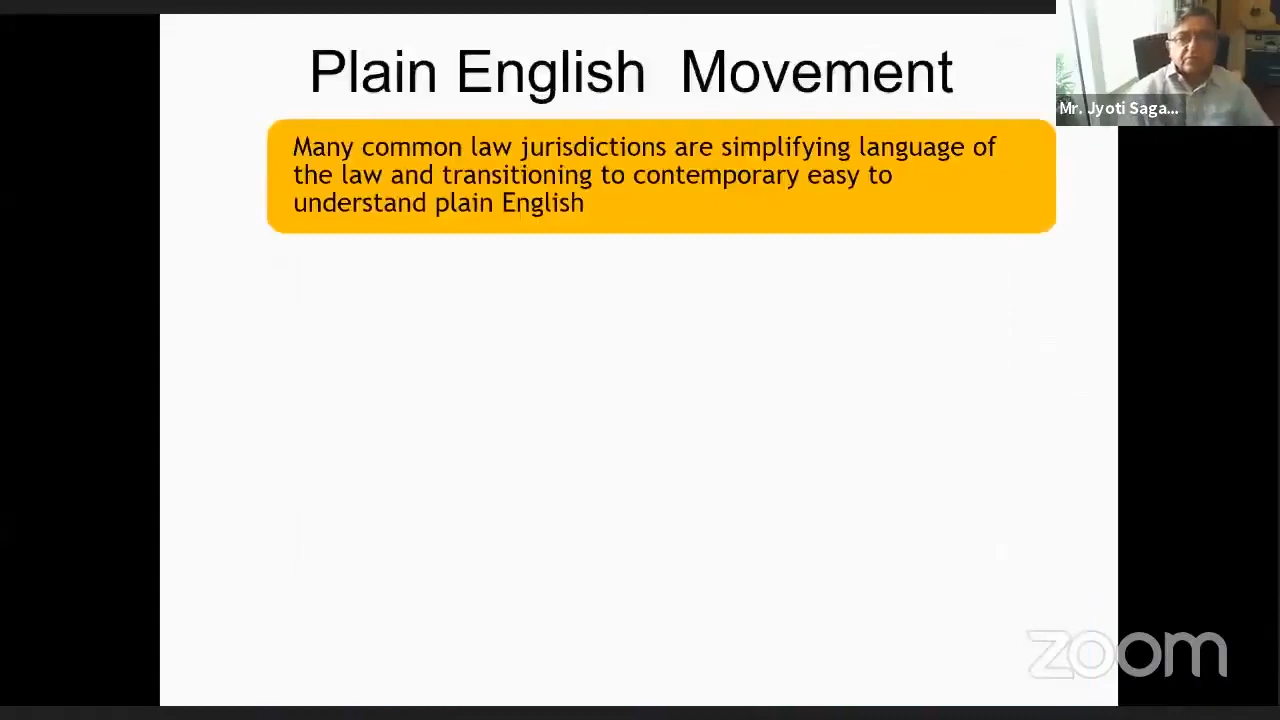 Plain English Movement
Mr. Jyoti Saga...
Many common law jurisdictions are simplifying language of
the law and transitioning to contemporary easy to
understand plain English
zoom